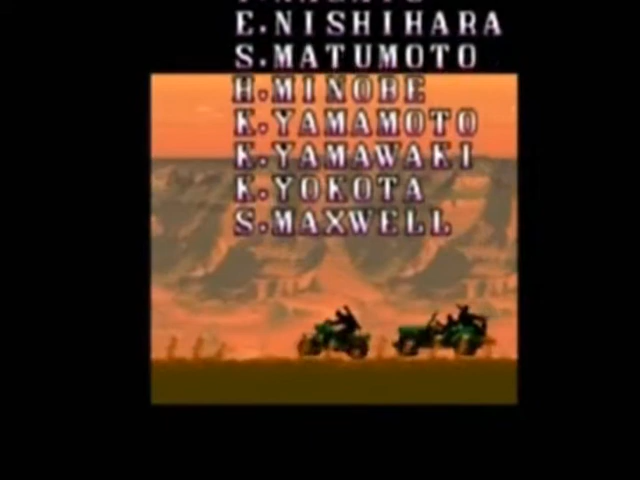 E.NISHIHARA
S.MATUMOTO
H.MINOBE
K.YAMAMOTO
K.YAMAWAKI
K.YOKOTA
S.MAXWELL